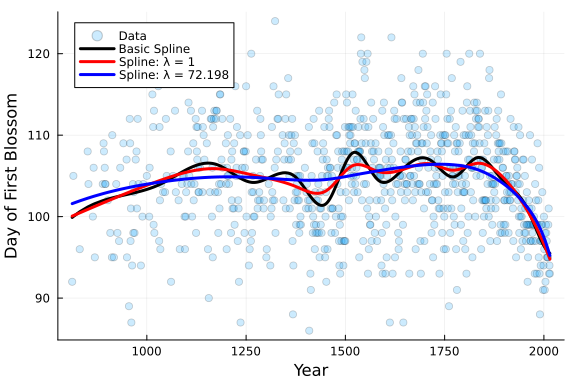 Data
Basic Spline
Spline: λ = 1
Spline: λ = 72.198
120
110
100
90
Day of First Blossom
1000
1250
1500
1750
2000
Year